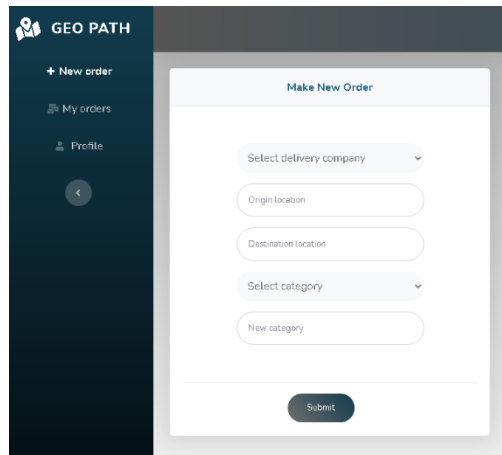 GEO PATH
+ New order
My orders
Profile
Make New Order
Select delivery company
Origin location
Destination location
Select category
New category
Submit